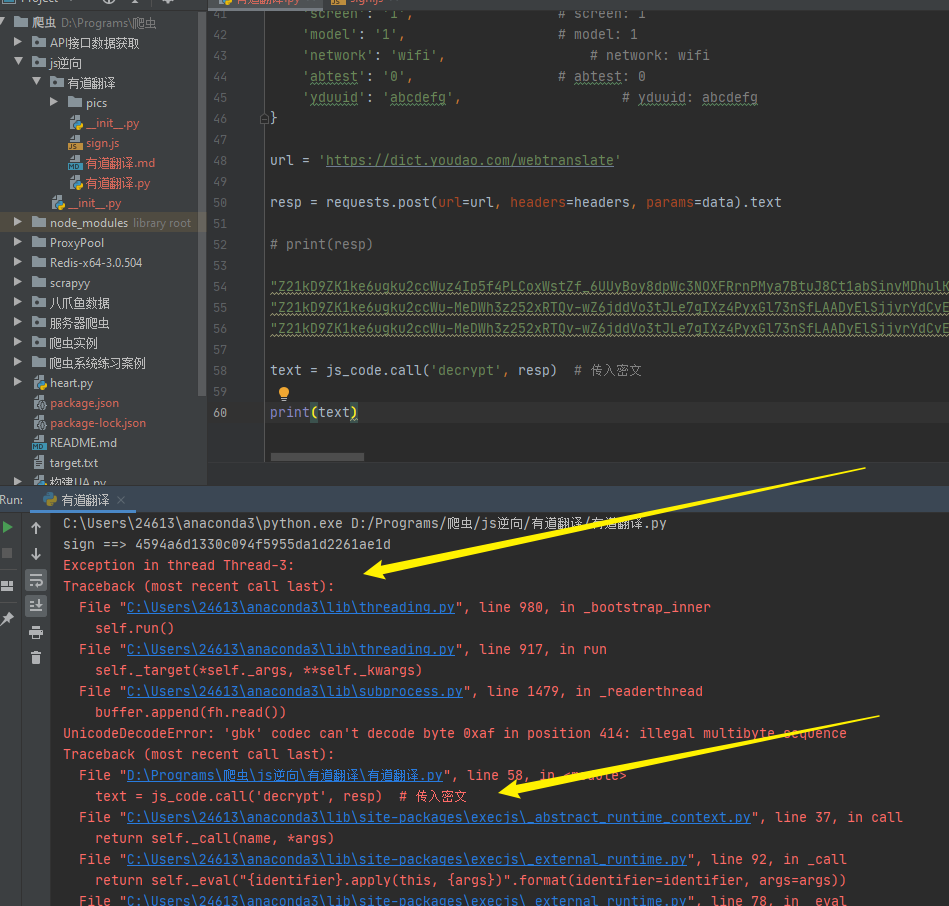 爬虫 D:\Programs\爬虫
API接口数据获取
js逆向
有道翻译
pics
__init__.py
sign.js
有道翻译.md
有道翻译.py
__init__.py
node_modules library root
ProxyPool
Redis-x64-3.0.504
scrapyy
八爪鱼数据
服务器爬虫
爬虫实例
爬虫系统练习案例
heart.py
package.json
package-lock.json
README.md
target.txt
构建UA.py
41 'screen': '1', # screen: 1
42 'model': '1', # model: 1
43 'network': 'wifi', # network: wifi
44 'abtest': '0', # abtest: 0
45 'yduuid': 'abcdefg', # yduuid: abcdefg
46 }
47
48 url = 'https://dict.youdao.com/webtranslate'
49
50 resp = requests.post(url=url, headers=headers, params=data).text
51
52 # print(resp)
53
54
55
56
57
58 text = js_code.call('decrypt', resp) # 传入密文
59
60 print(text)
Run: 有道翻译
C:\Users\24613\anaconda3\python.exe D:/Programs/爬虫/js逆向/有道翻译/有道翻译.py
sign ==> 4594a6d1330c094f5955da1d2261ae1d
Exception in thread Thread-3:
Traceback (most recent call last):
File "C:\Users\24613\anaconda3\lib\threading.py", line 980, in _bootstrap_inner
self.run()
File "C:\Users\24613\anaconda3\lib\threading.py", line 917, in run
self._target(*self._args, **self._kwargs)
File "C:\Users\24613\anaconda3\lib\subprocess.py", line 1479, in _readerthread
buffer.append(fh.read())
UnicodeDecodeError: 'gbk' codec can't decode byte 0xaf in position 414: illegal multibyte sequence
Traceback (most recent call last):
File "D:\Programs\爬虫\js逆向\有道翻译\有道翻译.py", line 58, in <module>
text = js_code.call('decrypt', resp) # 传入密文
File "C:\Users\24613\anaconda3\lib\site-packages\execjs\_abstract_runtime_context.py", line 37, in call
return self._call(name, *args)
File "C:\Users\24613\anaconda3\lib\site-packages\execjs\_external_runtime.py", line 92, in _call
return self._eval("{identifier}.apply(this, {args})".format(identifier=identifier, args=args))
File "C:\Users\24613\anaconda3\lib\site-packages\execjs\_external_runtime.py", line 78, in _eval